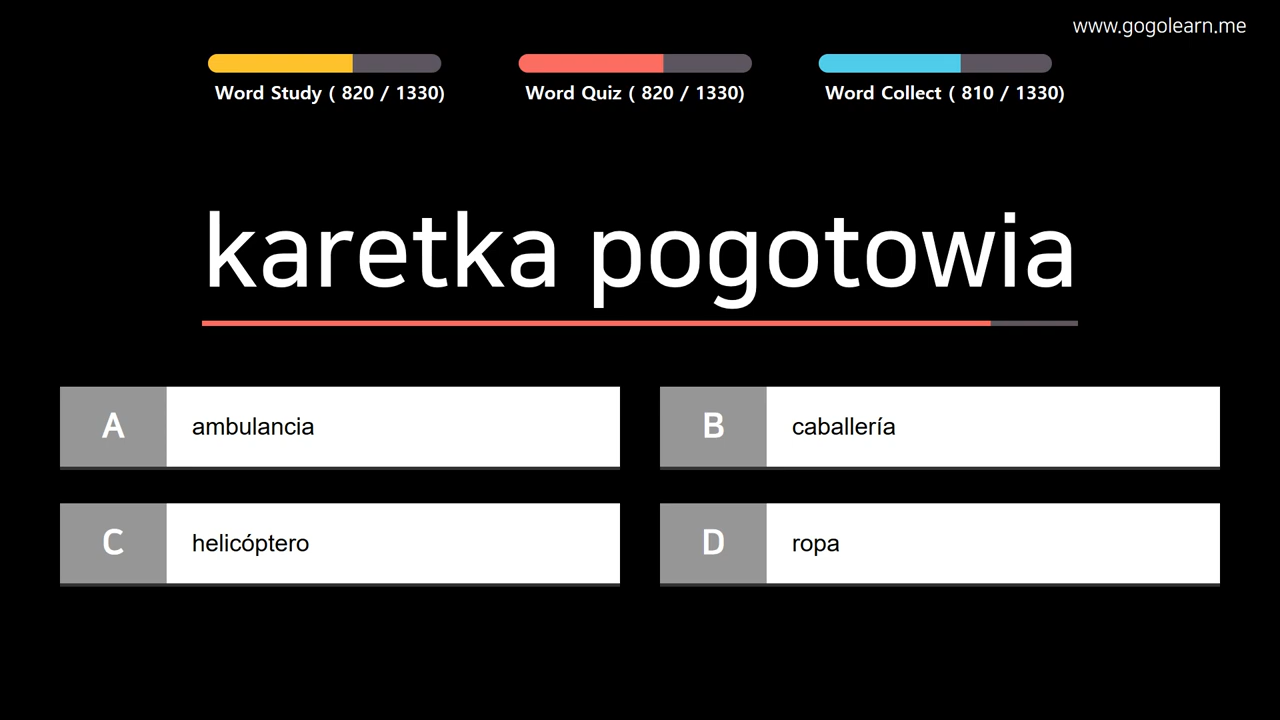 www.gogolearn.me
Word Study ( 820 / 1330)
Word Quiz ( 820 / 1330)
Word Collect ( 810 / 1330)
karetka pogotowia
A ambulancia
B caballería
C helicóptero
D ropa